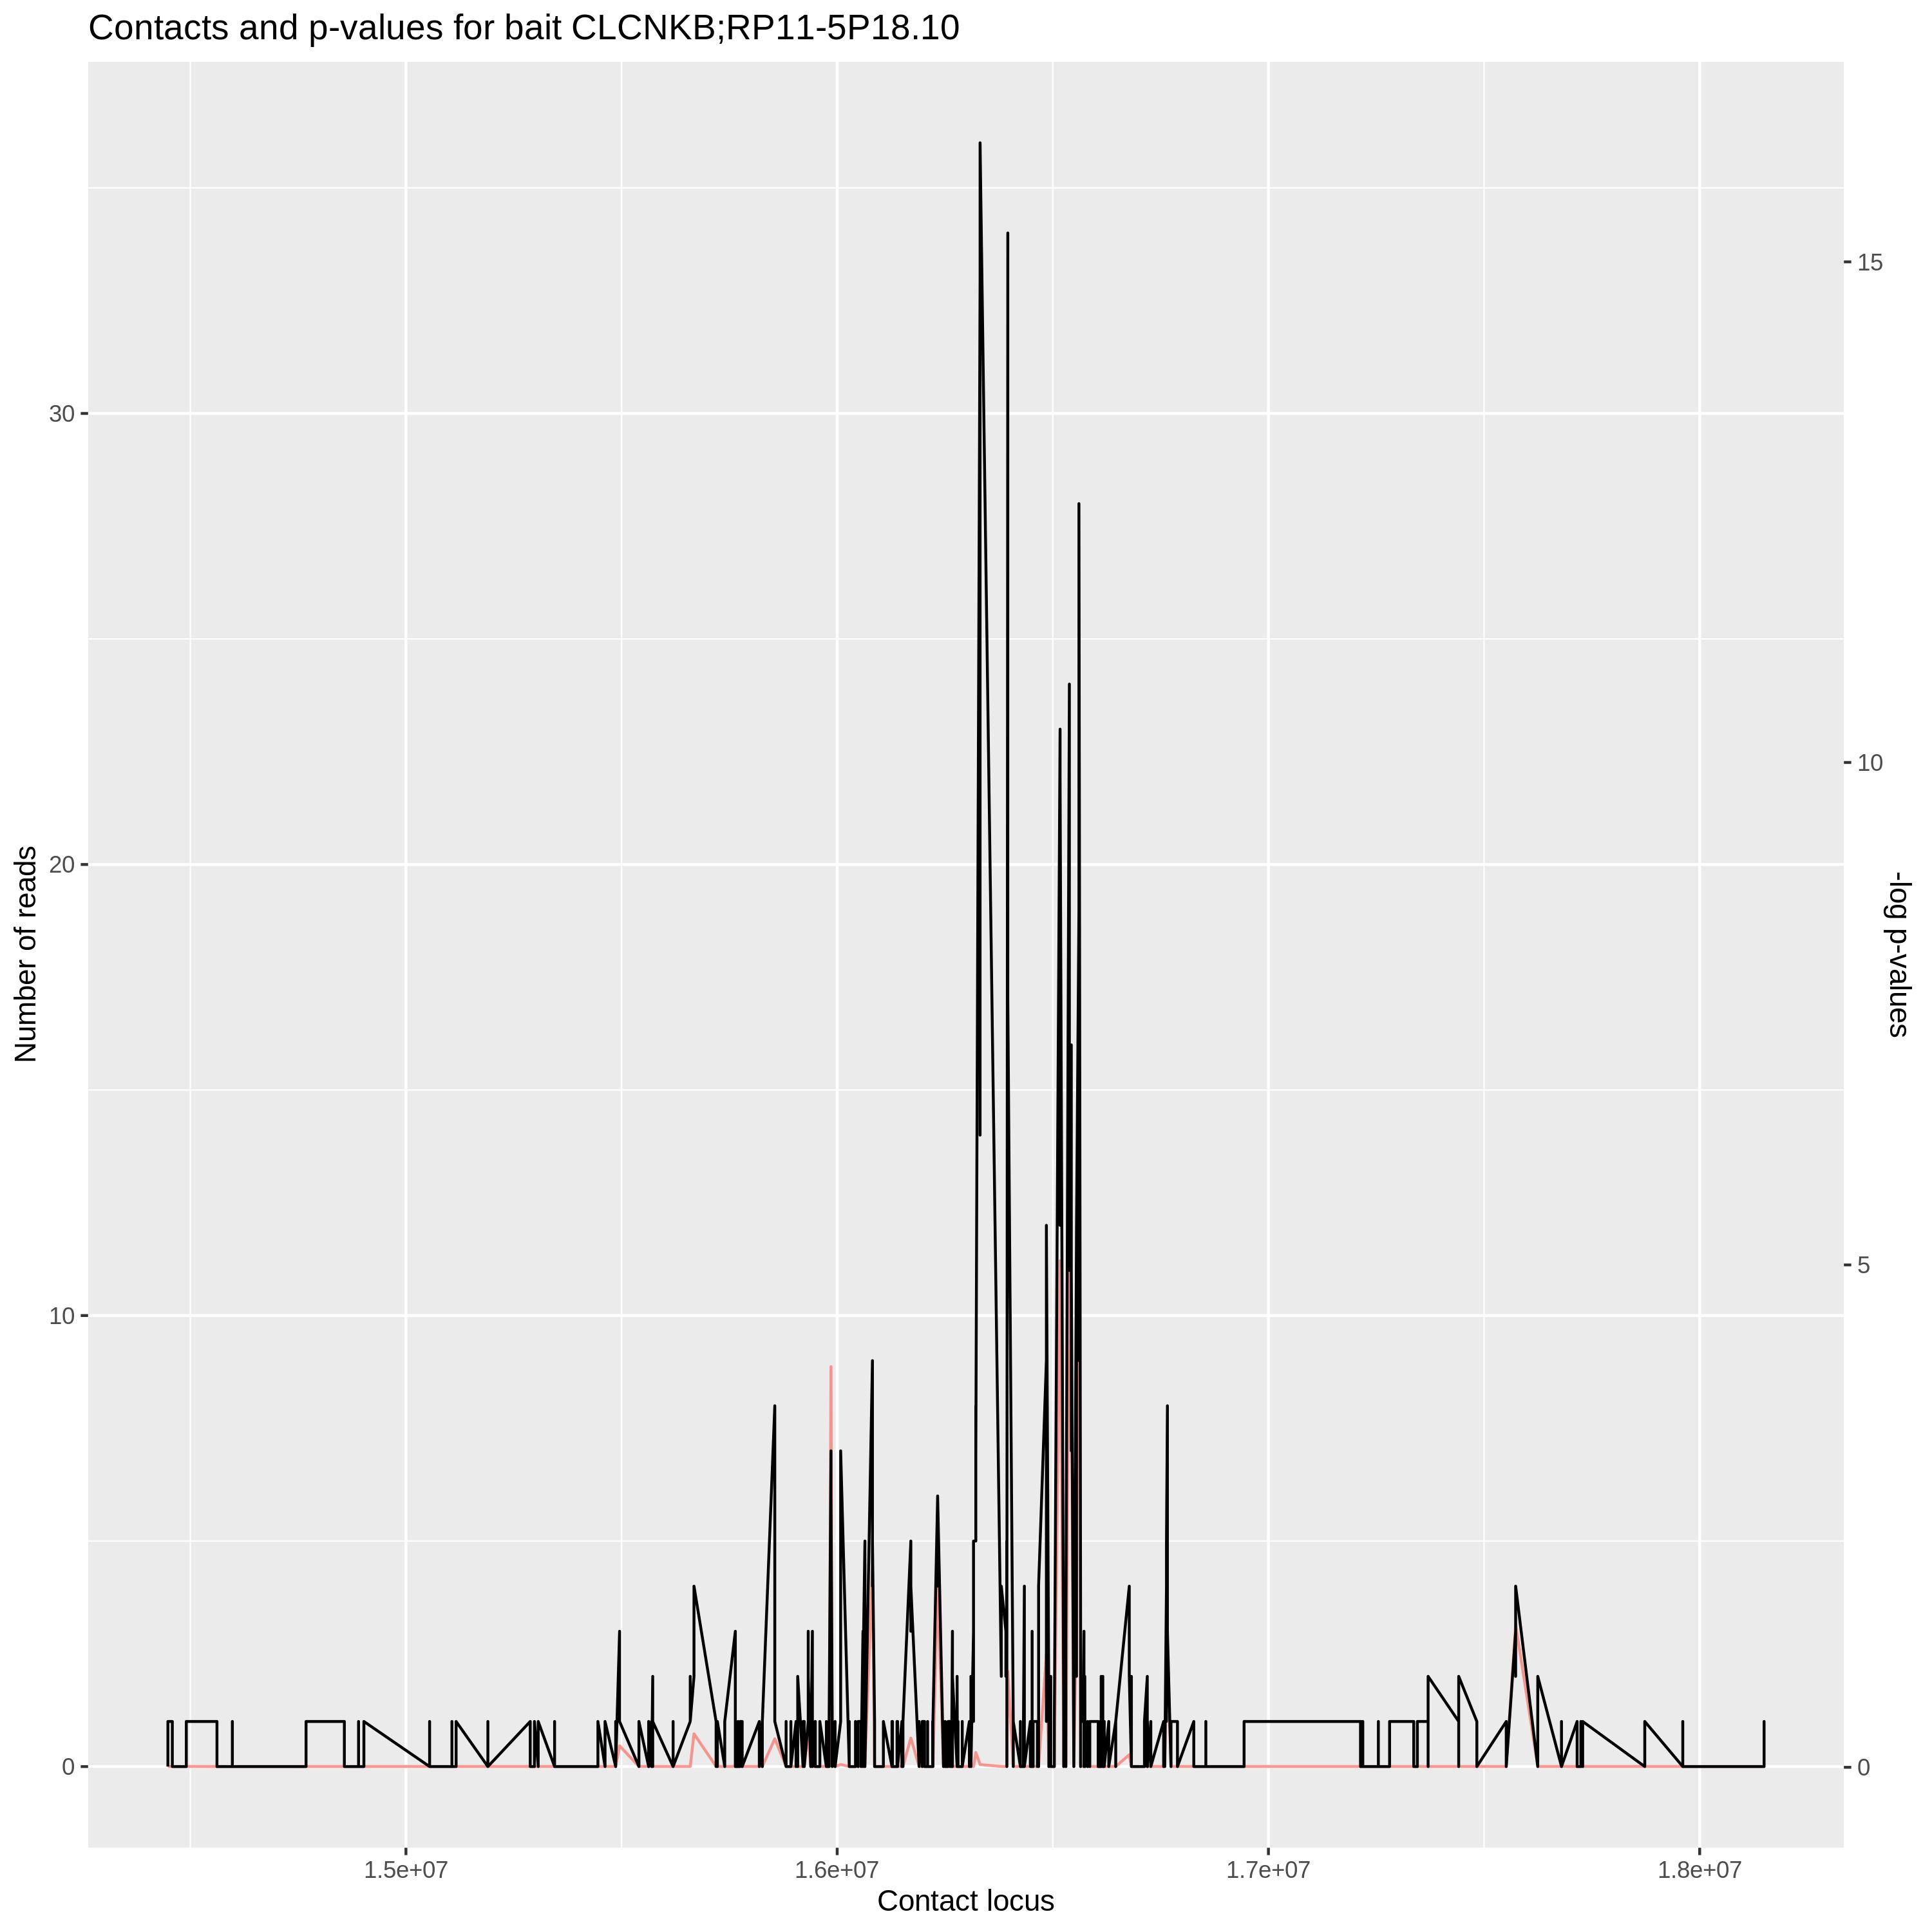 Contacts and p-values for bait CLCNKB;RP11-5P18.10
Number of reads
30
20
10
0
15
10
5
0
-log p-values
1.5e+07
1.6e+07
1.7e+07
1.8e+07
Contact locus